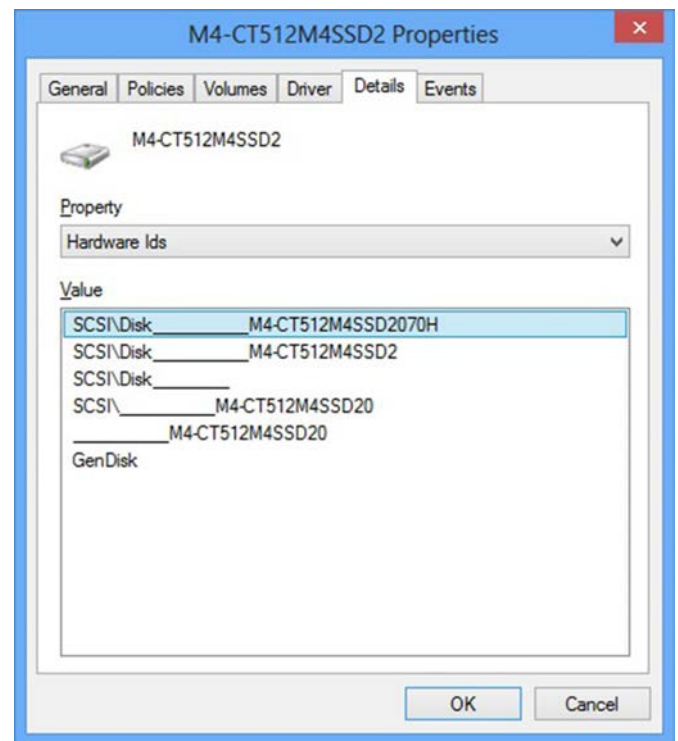 M4-CT512M4SSD2 Properties
General Policies Volumes Driver Details Events
M4-CT512M4SSD2
Property
Hardware Ids
Value
SCSI\Disk__________M4-CT512M4SSD2070H
SCSI\Disk__________M4-CT512M4SSD2
SCSI\Disk________
SCSI\__________M4-CT512M4SSD20
__________M4-CT512M4SSD20
GenDisk
OK Cancel